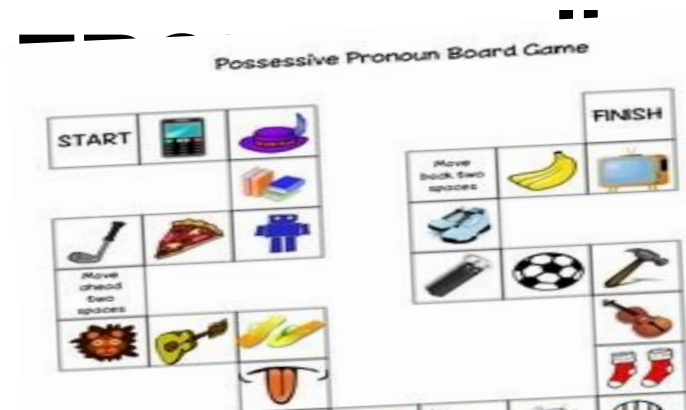 Possessive Pronoun Board Game
START
FINISH
Move
back two
spaces
Move
ahead
two
spaces